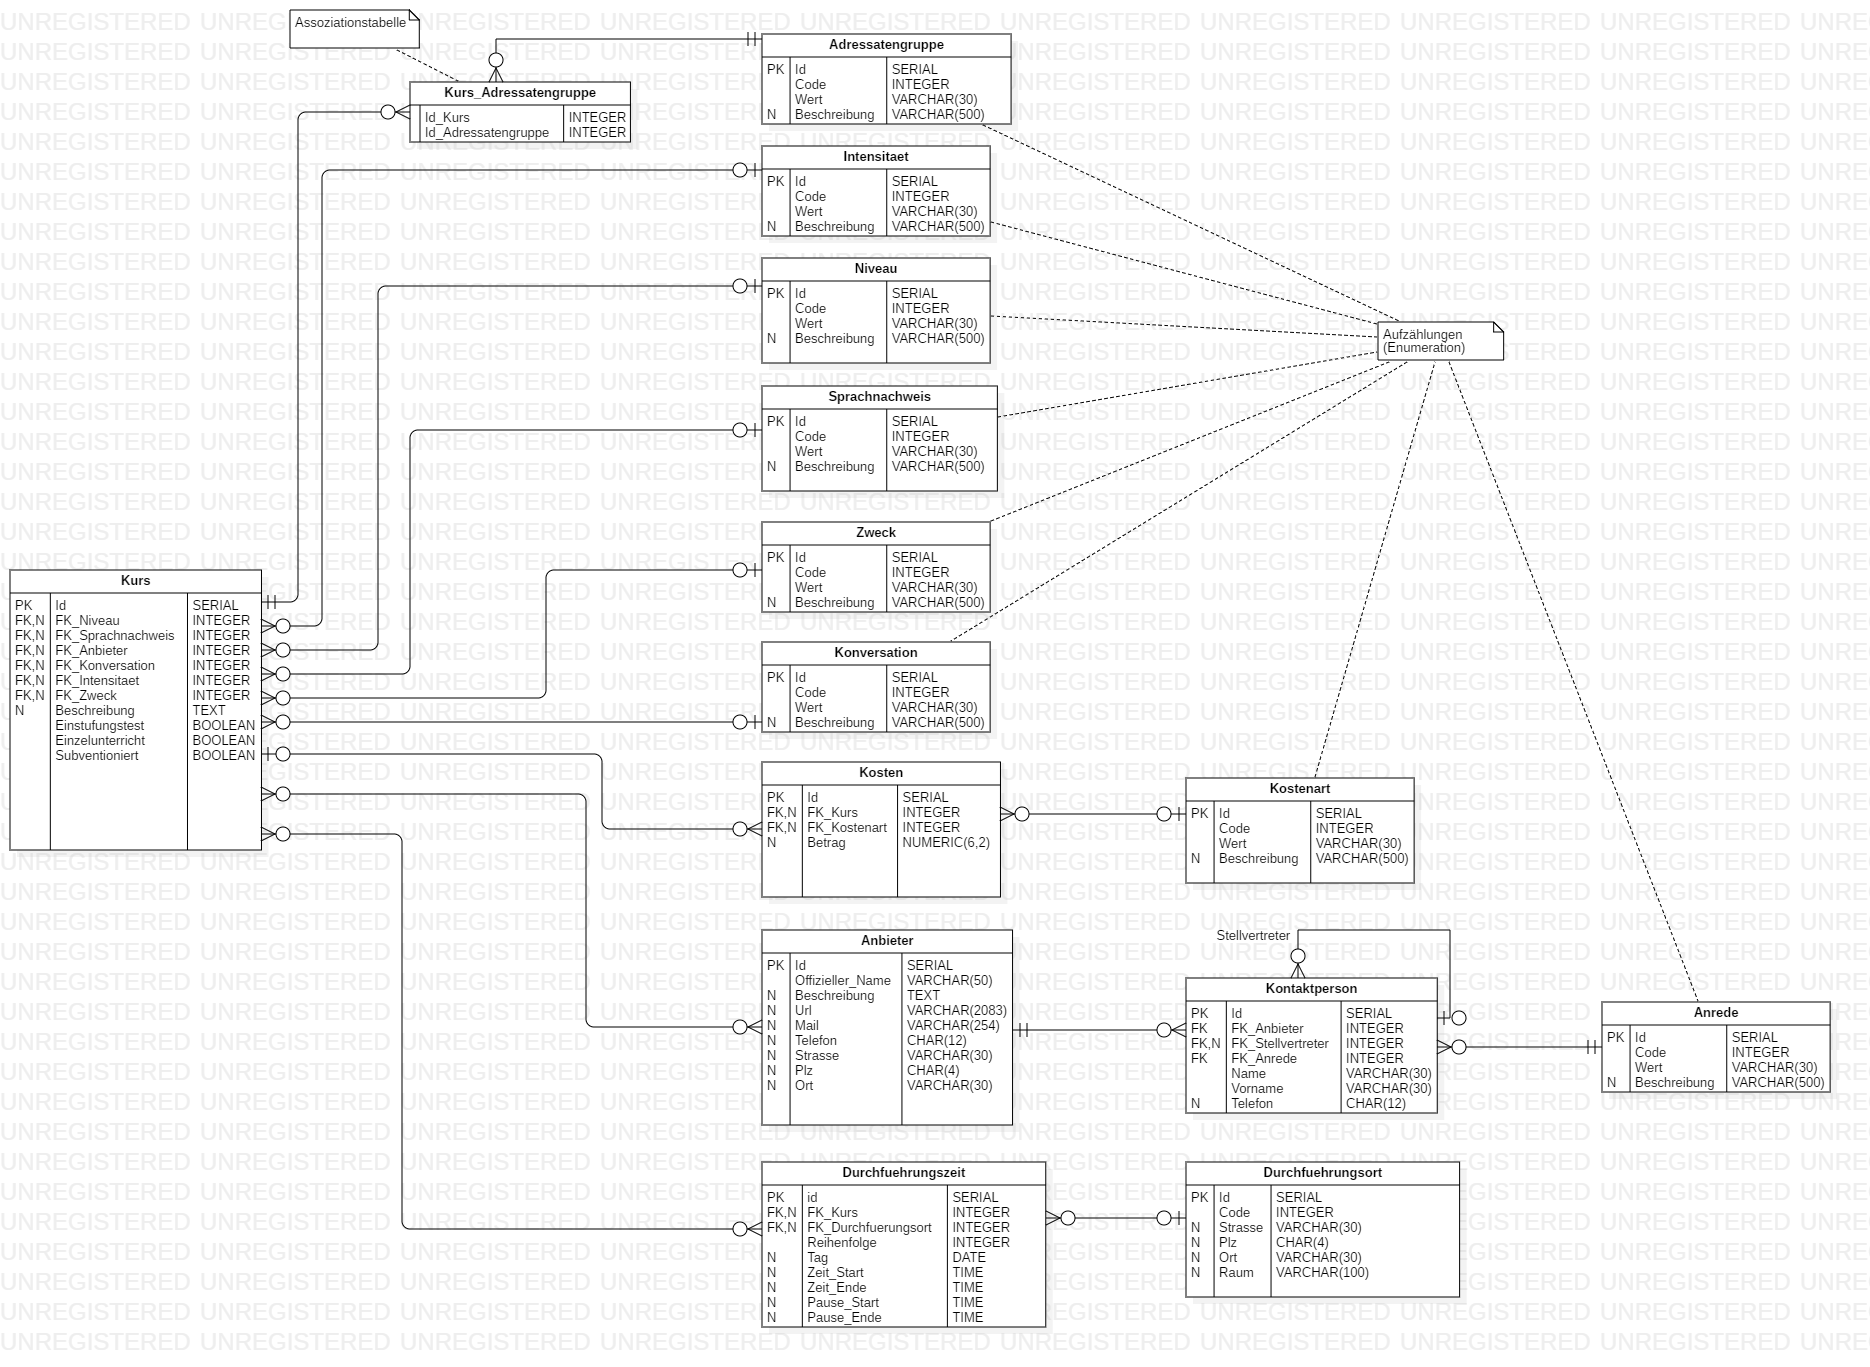 Assoziationstabelle
Kurs_Adressatengruppe
Id_Kurs INTEGER
Id_Adressatengruppe INTEGER
Adressatengruppe
PK Id SERIAL
Code INTEGER
Wert VARCHAR(30)
N Beschreibung VARCHAR(500)
Intensitaet
PK Id SERIAL
Code INTEGER
Wert VARCHAR(30)
N Beschreibung VARCHAR(500)
Niveau
PK Id SERIAL
Code INTEGER
Wert VARCHAR(30)
N Beschreibung VARCHAR(500)
Aufzählungen
(Enumeration)
Sprachnachweis
PK Id SERIAL
Code INTEGER
Wert VARCHAR(30)
N Beschreibung VARCHAR(500)
Zweck
PK Id SERIAL
Code INTEGER
Wert VARCHAR(30)
N Beschreibung VARCHAR(500)
Kurs
PK Id SERIAL
FK,N FK_Niveau INTEGER
FK,N FK_Sprachnachweis INTEGER
FK,N FK_Anbieter INTEGER
FK,N FK_Konversation INTEGER
FK,N FK_Intensitaet INTEGER
FK,N FK_Zweck INTEGER
N Beschreibung TEXT
Einstufungstest BOOLEAN
Einzelunterricht BOOLEAN
Subventioniert BOOLEAN
Konversation
PK Id SERIAL
Code INTEGER
Wert VARCHAR(30)
N Beschreibung VARCHAR(500)
Kosten
PK Id SERIAL
FK,N FK_Kurs INTEGER
FK,N FK_Kostenart INTEGER
N Betrag NUMERIC(6,2)
Kostenart
PK Id SERIAL
Code INTEGER
Wert VARCHAR(30)
N Beschreibung VARCHAR(500)
Anbieter
PK Id SERIAL
Offizieller_Name VARCHAR(50)
N Beschreibung TEXT
N Url VARCHAR(2083)
N Mail VARCHAR(254)
N Telefon CHAR(12)
N Strasse VARCHAR(30)
N Plz CHAR(4)
N Ort VARCHAR(30)
Stellvertreter
Kontaktperson
PK Id SERIAL
FK FK_Anbieter INTEGER
FK,N FK_Stellvertreter INTEGER
FK FK_Anrede INTEGER
Name VARCHAR(30)
Vorname VARCHAR(30)
N Telefon CHAR(12)
Anrede
PK Id SERIAL
Code INTEGER
Wert VARCHAR(30)
N Beschreibung VARCHAR(500)
Durchfuehrungszeit
PK id SERIAL
FK,N FK_Kurs INTEGER
FK,N FK_Durchfuerungsort INTEGER
Reihenfolge INTEGER
N Tag DATE
N Zeit_Start TIME
N Zeit_Ende TIME
N Pause_Start TIME
N Pause_Ende TIME
Durchfuehrungsort
PK Id SERIAL
Code INTEGER
N Strasse VARCHAR(30)
N Plz CHAR(4)
N Ort VARCHAR(30)
N Raum VARCHAR(100)
UNREGISTERED